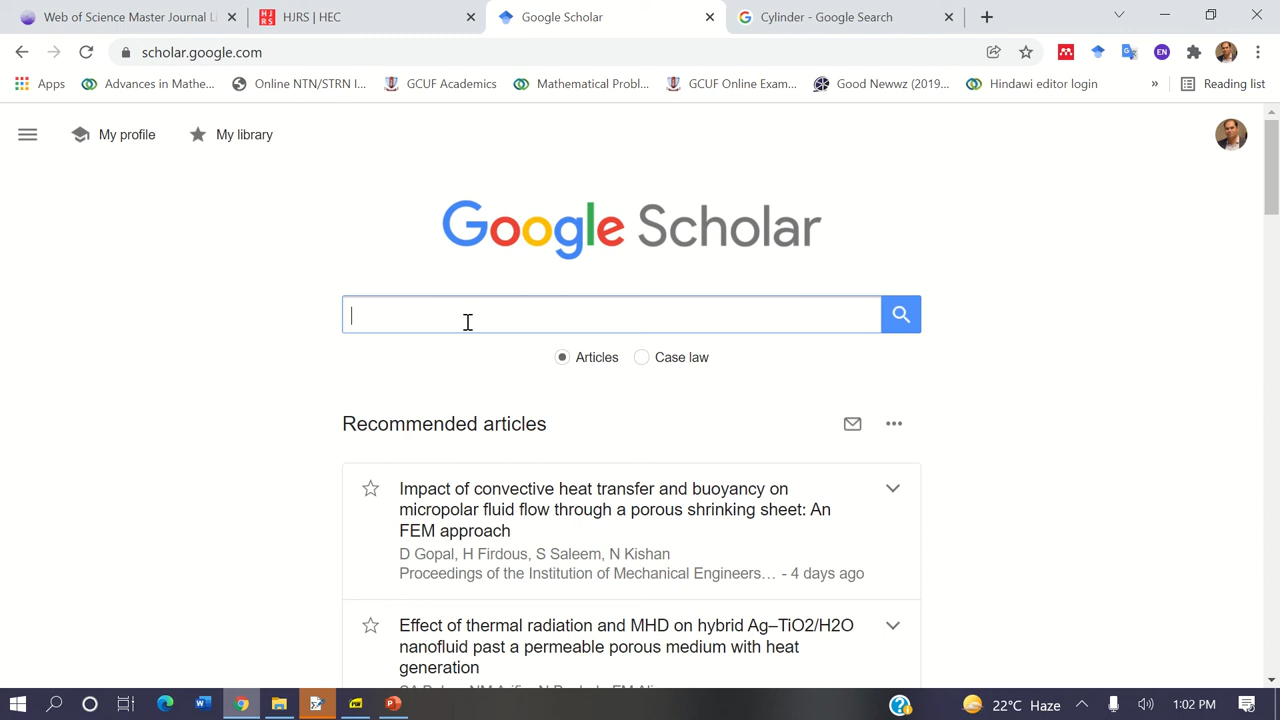 Web of Science Master Journal Li
HJRS | HEC
Google Scholar
Cylinder - Google Search
scholar.google.com
EN
Apps
Advances in Mathe...
Online NTN/STRN I...
GCUF Academics
Mathematical Probl...
GCUF Online Exam...
Good Newwz (2019...
Hindawi editor login
»
Reading list
My profile
My library
Google Scholar
Articles
Case law
Recommended articles
Impact of convective heat transfer and buoyancy on
micropolar fluid flow through a porous shrinking sheet: An
FEM approach
D Gopal, H Firdous, S Saleem, N Kishan
Proceedings of the Institution of Mechanical Engineers… - 4 days ago
Effect of thermal radiation and MHD on hybrid Ag–TiO2/H2O
nanofluid past a permeable porous medium with heat
generation
22°C Haze
1:02 PM